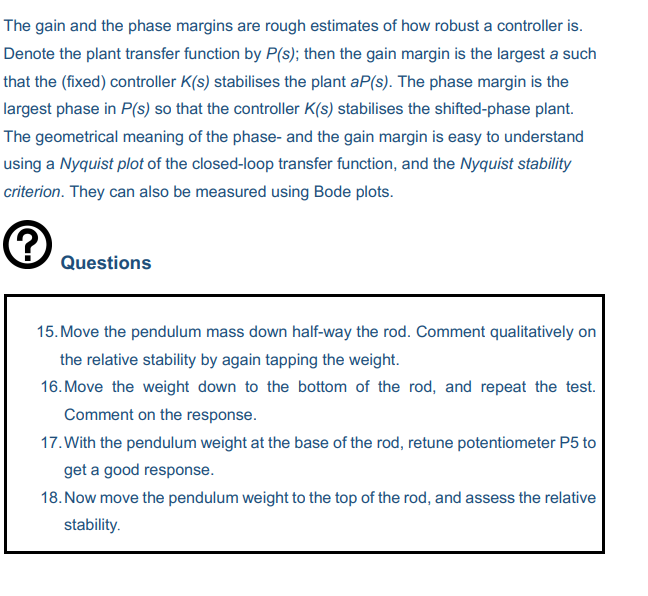 The gain and the phase margins are rough estimates of how robust a controller is.
Denote the plant transfer function by P(s); then the gain margin is the largest a such
that the (fixed) controller K(s) stabilises the plant aP(s). The phase margin is the
largest phase in P(s) so that the controller K(s) stabilises the shifted-phase plant.
The geometrical meaning of the phase- and the gain margin is easy to understand
using a Nyquist plot of the closed-loop transfer function, and the Nyquist stability
criterion. They can also be measured using Bode plots.
?
Questions
15. Move the pendulum mass down half-way the rod. Comment qualitatively on
the relative stability by again tapping the weight.
16. Move the weight down to the bottom of the rod, and repeat the test.
Comment on the response.
17. With the pendulum weight at the base of the rod, retune potentiometer P5 to
get a good response.
18. Now move the pendulum weight to the top of the rod, and assess the relative
stability.